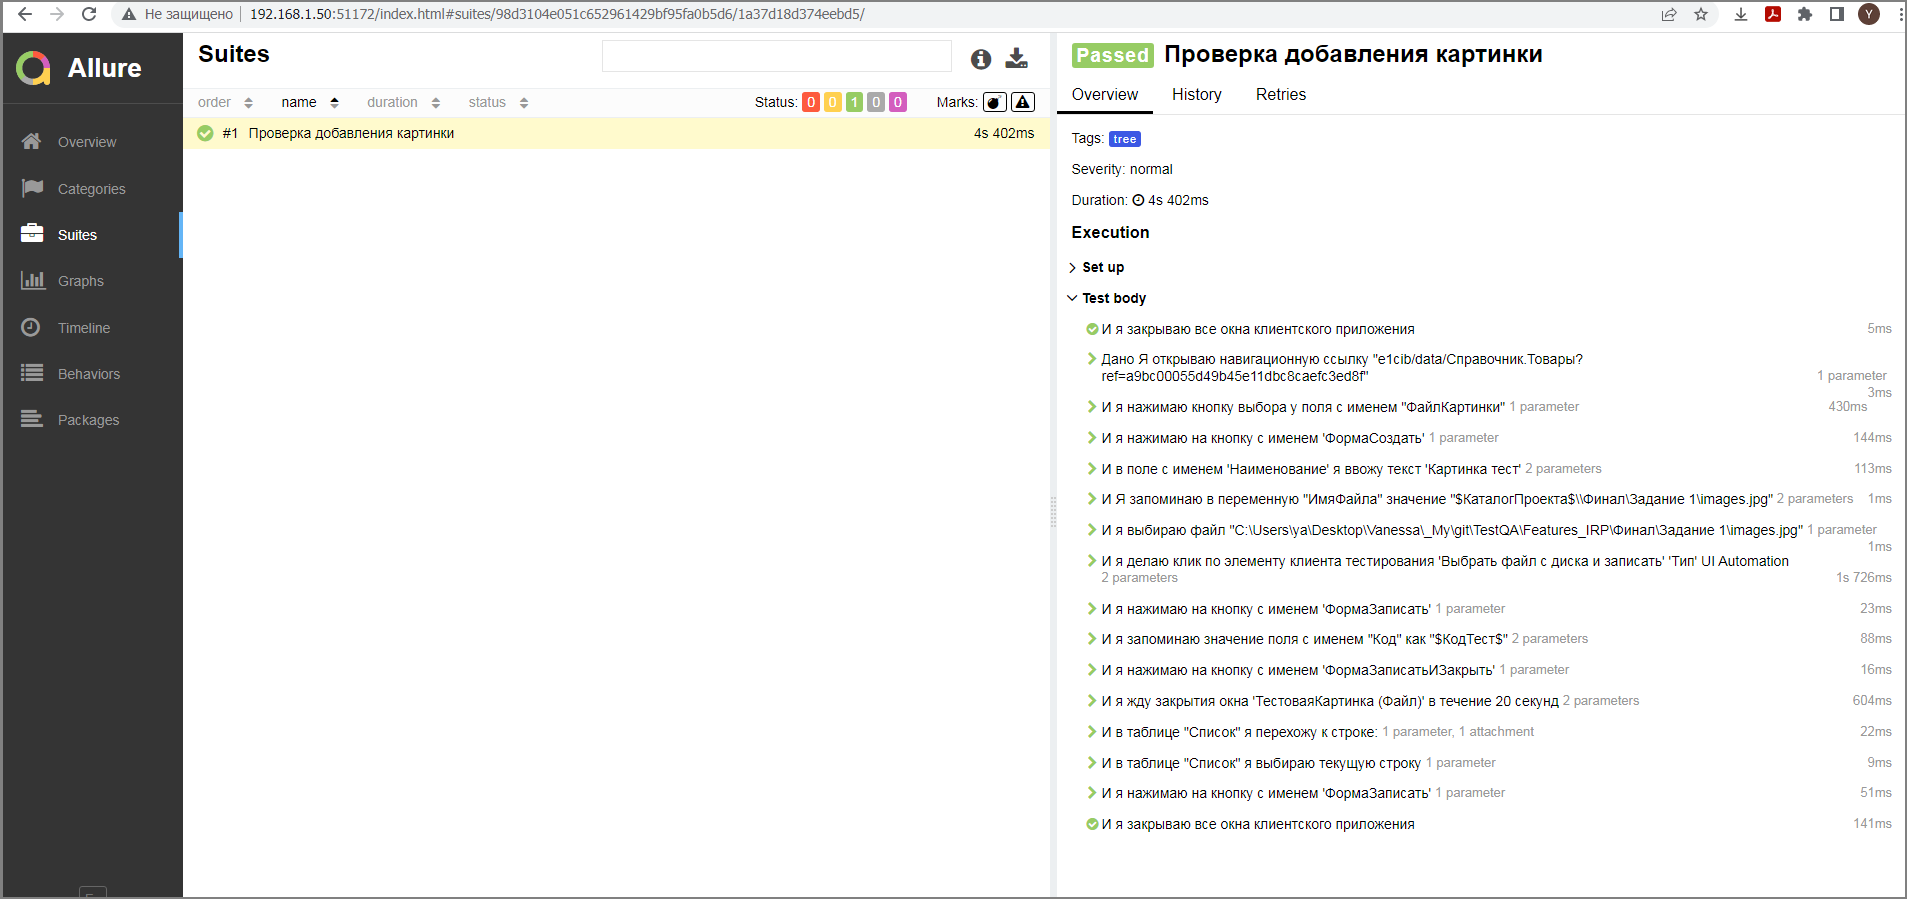 Не защищено 192.168.1.50:51172/index.html#suites/98d3104e051c652961429bf95fa0b5d6/1a37d18d374eebd5/
Y
Allure
Overview
Categories
Suites
Graphs
Timeline
Behaviors
Packages
Suites
order name duration status Status: 0 0 1 0 0 Marks:
#1 Проверка добавления картинки 4s 402ms
Passed Проверка добавления картинки
Overview History Retries
Tags: tree
Severity: normal
Duration: 4s 402ms
Execution
Set up
Test body
И я закрываю все окна клиентского приложения 5ms
Дано Я открываю навигационную ссылку "e1cib/data/Справочник.Товары?
ref=a9bc00055d49b45e11dbc8caefc3ed8f" 1 parameter
3ms
И я нажимаю кнопку выбора у поля с именем "ФайлКартинки" 1 parameter 430ms
И я нажимаю на кнопку с именем 'ФормаСоздать' 1 parameter 144ms
И в поле с именем 'Наименование' я ввожу текст 'Картинка тест' 2 parameters 113ms
И Я запоминаю в переменную "ИмяФайла" значение "$КаталогПроекта$\\Финал\Задание 1\images.jpg" 2 parameters 1ms
И я выбираю файл "C:\Users\ya\Desktop\Vanessa\_My\git\TestQA\Features_IRP\Финал\Задание 1\images.jpg" 1 parameter
1ms
И я делаю клик по элементу клиента тестирования 'Выбрать файл с диска и записать' 'Тип' UI Automation
2 parameters 1s 726ms
И я нажимаю на кнопку с именем 'ФормаЗаписать' 1 parameter 23ms
И я запоминаю значение поля с именем "Код" как "$КодТест$" 2 parameters 88ms
И я нажимаю на кнопку с именем 'ФормаЗаписатьИЗакрыть' 1 parameter 16ms
И я жду закрытия окна 'ТестоваяКартинка (Файл)' в течение 20 секунд 2 parameters 604ms
И в таблице "Список" я перехожу к строке: 1 parameter, 1 attachment 22ms
И в таблице "Список" я выбираю текущую строку 1 parameter 9ms
И я нажимаю на кнопку с именем 'ФормаЗаписать' 1 parameter 51ms
И я закрываю все окна клиентского приложения 141ms